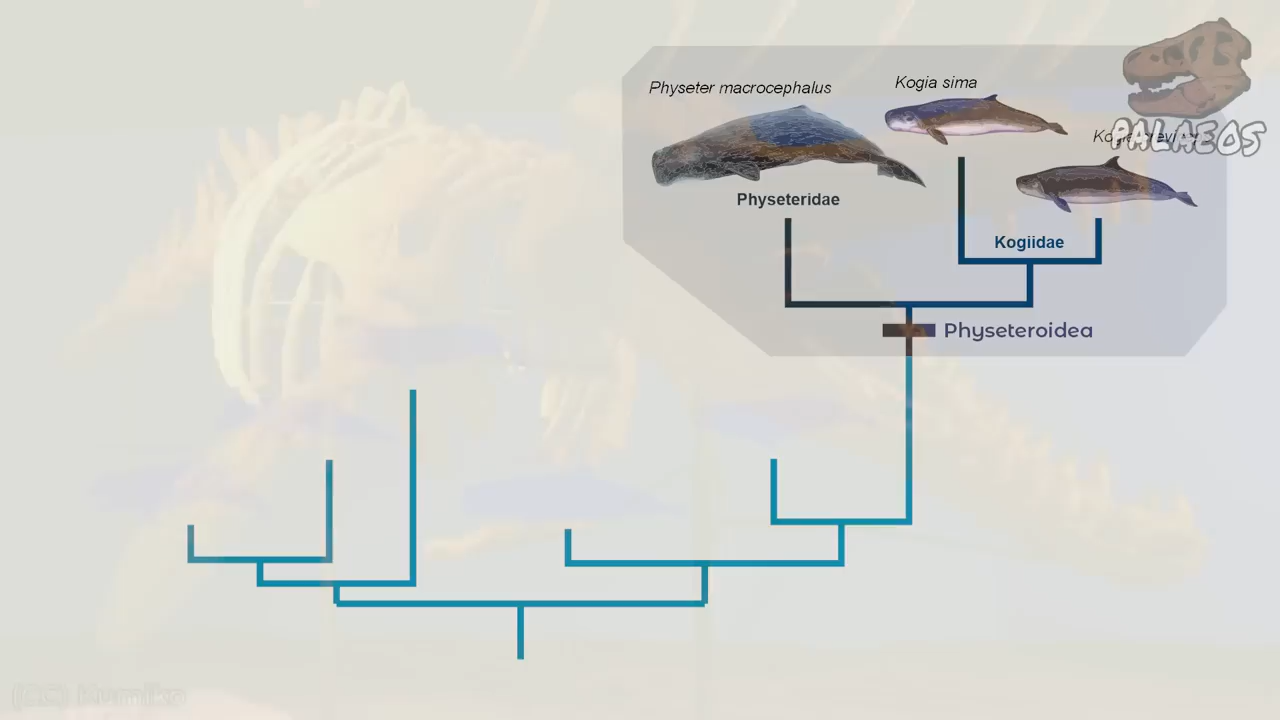 Physeter macrocephalus
Kogia sima
PALAEOS
Physeteridae
Kogiidae
Physeteroidea